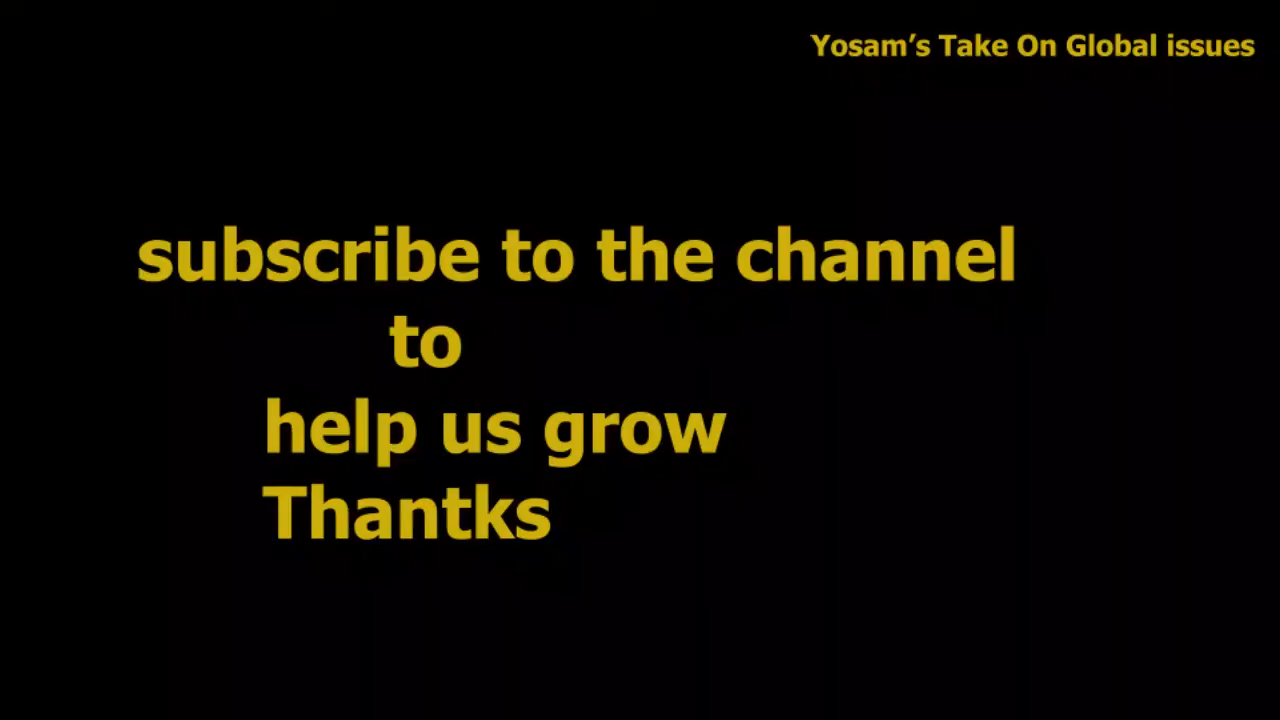 Yosam’s Take On Global issues
subscribe to the channel
to
help us grow
Thantks